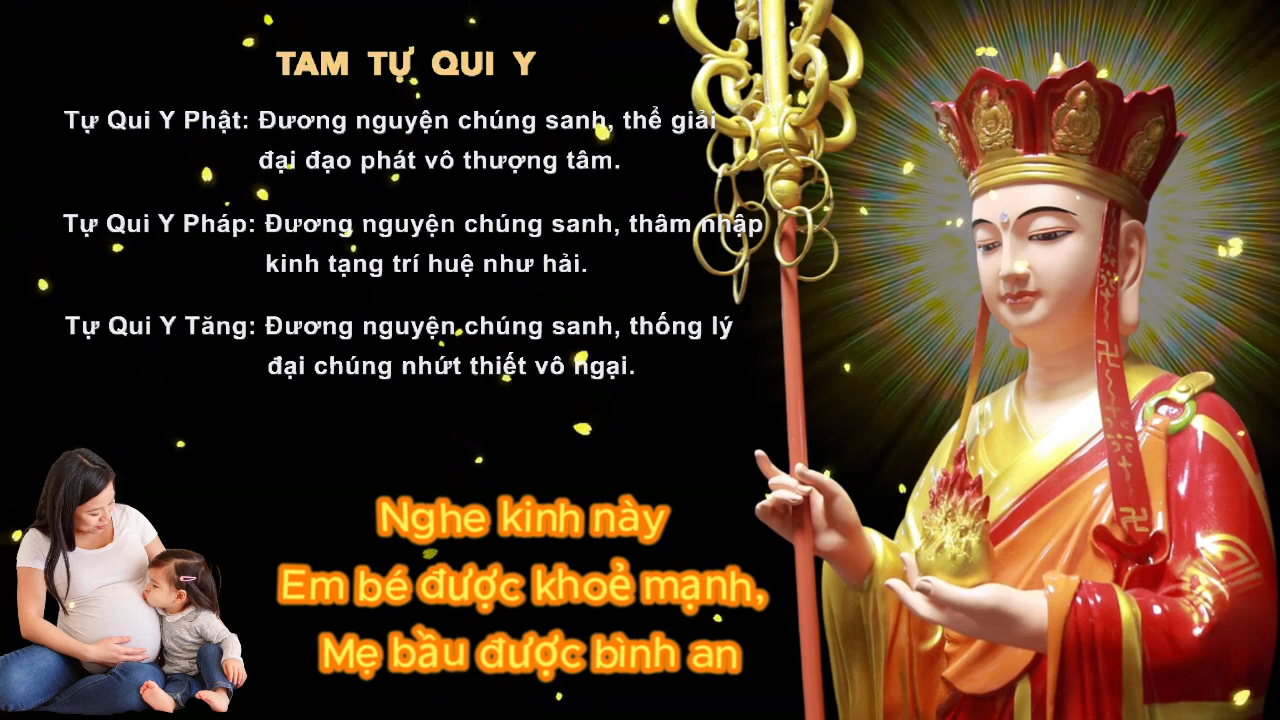 TAM TỰ QUI Y
Tự Qui Y Phật: Đương nguyện chúng sanh, thể giải
đại đạo phát vô thượng tâm.
Tự Qui Y Pháp: Đương nguyện chúng sanh, thâm nhập
kinh tạng trí huệ như hải.
Tự Qui Y Tăng: Đương nguyện chúng sanh, thống lý
đại chúng nhứt thiết vô ngại.
Nghe kinh này
Em bé được khoẻ mạnh,
Mẹ bầu được bình an